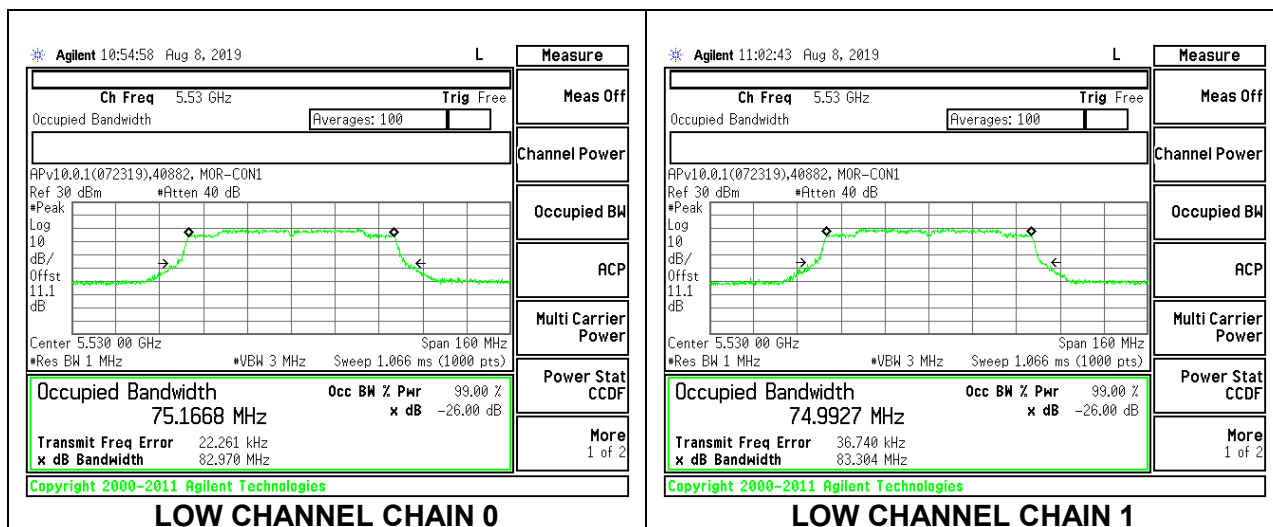 Agilent 10:54:58 Aug 8, 2019 L
Measure
Ch Freq 5.53 GHz Trig Free
Occupied Bandwidth Averages: 100
APv10.0.1(072319),40882, MOR-CON1
Ref 30 dBm #Atten 40 dB
#Peak
Log
10
dB/
Offst
11.1
dB
Center 5.530 00 GHz Span 160 MHz
#Res BW 1 MHz #VBW 3 MHz Sweep 1.066 ms (1000 pts)
Occupied Bandwidth Occ BW % Pwr 99.00 %
75.1668 MHz x dB -26.00 dB
Transmit Freq Error 22.261 kHz
x dB Bandwidth 82.970 MHz
Copyright 2000-2011 Agilent Technologies
Meas Off
Channel Power
Occupied BW
ACP
Multi Carrier
Power
Power Stat
CCDF
More
1 of 2
LOW CHANNEL CHAIN 0
Agilent 11:02:43 Aug 8, 2019 L
Measure
Ch Freq 5.53 GHz Trig Free
Occupied Bandwidth Averages: 100
APv10.0.1(072319),40882, MOR-CON1
Ref 30 dBm #Atten 40 dB
#Peak
Log
10
dB/
Offst
11.1
dB
Center 5.530 00 GHz Span 160 MHz
#Res BW 1 MHz #VBW 3 MHz Sweep 1.066 ms (1000 pts)
Occupied Bandwidth Occ BW % Pwr 99.00 %
74.9927 MHz x dB -26.00 dB
Transmit Freq Error 36.740 kHz
x dB Bandwidth 83.304 MHz
Copyright 2000-2011 Agilent Technologies
Meas Off
Channel Power
Occupied BW
ACP
Multi Carrier
Power
Power Stat
CCDF
More
1 of 2
LOW CHANNEL CHAIN 1